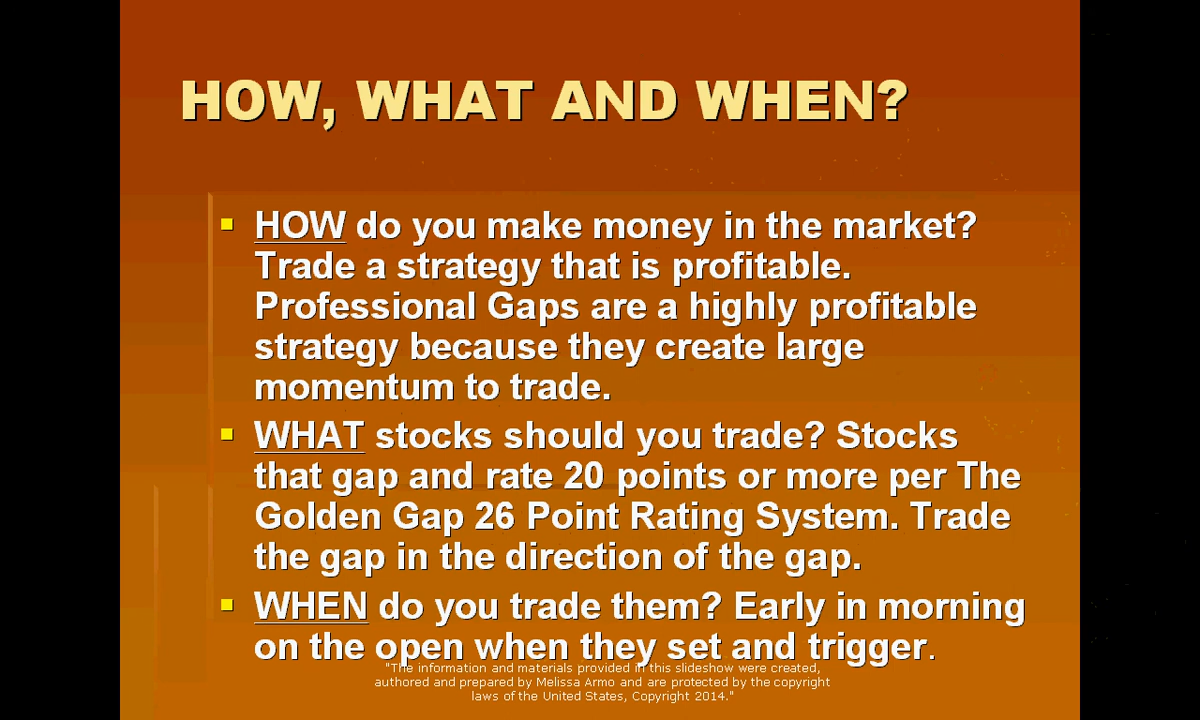 HOW, WHAT AND WHEN?
HOW do you make money in the market?
Trade a strategy that is profitable.
Professional Gaps are a highly profitable
strategy because they create large
momentum to trade.
WHAT stocks should you trade? Stocks
that gap and rate 20 points or more per The
Golden Gap 26 Point Rating System. Trade
the gap in the direction of the gap.
WHEN do you trade them? Early in morning
on the open when they set and trigger.
"The information and materials provided in this slideshow were created,
authored and prepared by Melissa Armo and are protected by the copyright
laws of the United States, Copyright 2014."